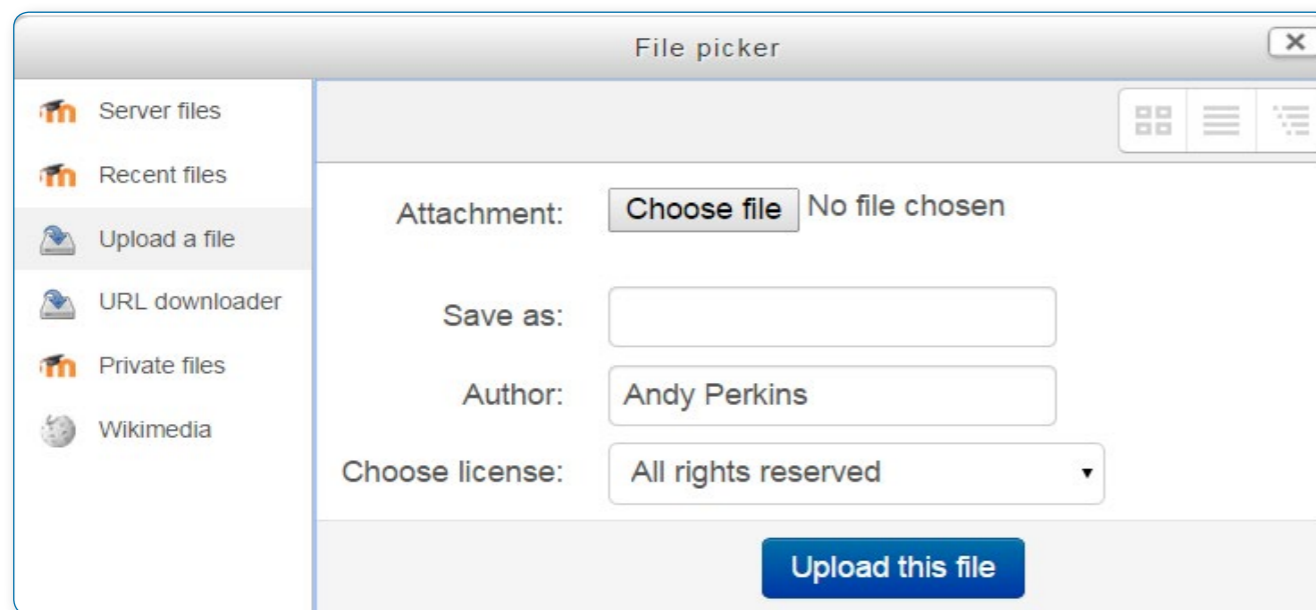 File picker
Server files
Recent files
Upload a file
URL downloader
Private files
Wikimedia
Attachment: Choose file No file chosen
Save as:
Author: Andy Perkins
Choose license: All rights reserved
Upload this file